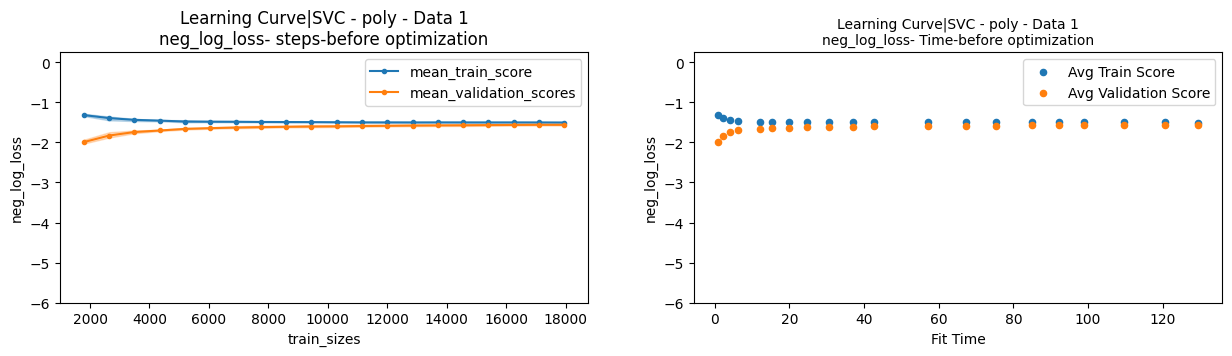 Learning Curve|SVC - poly - Data 1
neg_log_loss- steps-before optimization
mean_train_score
mean_validation_scores
neg_log_loss
0
−1
−2
−3
−4
−5
−6
2000 4000 6000 8000 10000 12000 14000 16000 18000
train_sizes
Learning Curve|SVC - poly - Data 1
neg_log_loss- Time-before optimization
Avg Train Score
Avg Validation Score
neg_log_loss
0
−1
−2
−3
−4
−5
−6
0 20 40 60 80 100 120
Fit Time